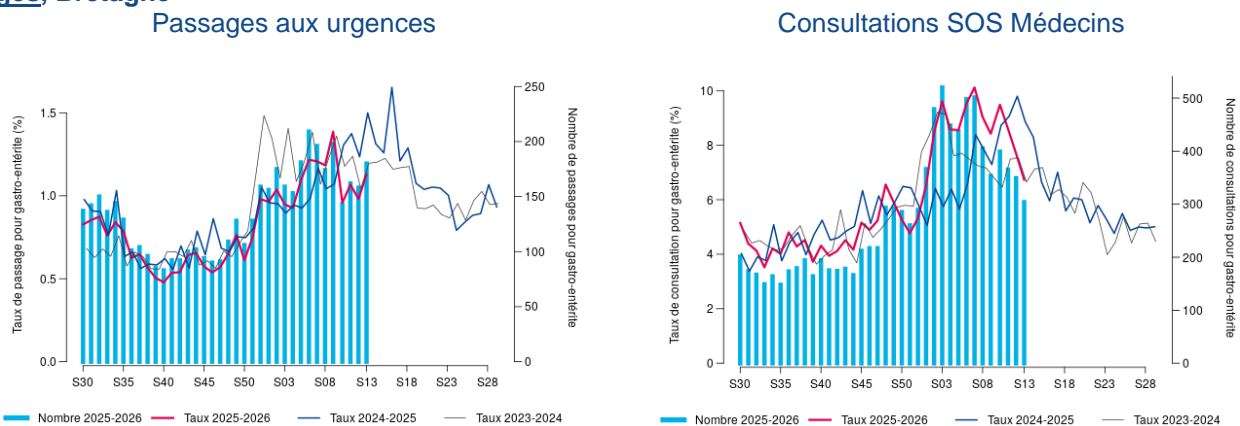 ges, Bretagne
Passages aux urgences
Consultations SOS Médecins
Taux de passage pour gastro-entérite (%)
1.5
1.0
0.5
0.0
250
200
150
100
50
0
Nombre de passages pour gastro-entérite
S30 S35 S40 S45 S50 S03 S08 S13 S18 S23 S28
Nombre 2025-2026 Taux 2025-2026 Taux 2024-2025 Taux 2023-2024
Taux de consultation pour gastro-entérite (%)
10
8
6
4
2
0
500
400
300
200
100
0
Nombre de consultations pour gastro-entérite
S30 S35 S40 S45 S50 S03 S08 S13 S18 S23 S28
Nombre 2025-2026 Taux 2025-2026 Taux 2024-2025 Taux 2023-2024